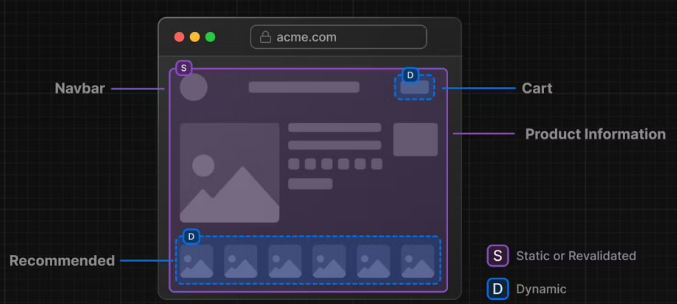 acme.com
S
D
Navbar
Cart
Product Information
D
Recommended
S Static or Revalidated
D Dynamic